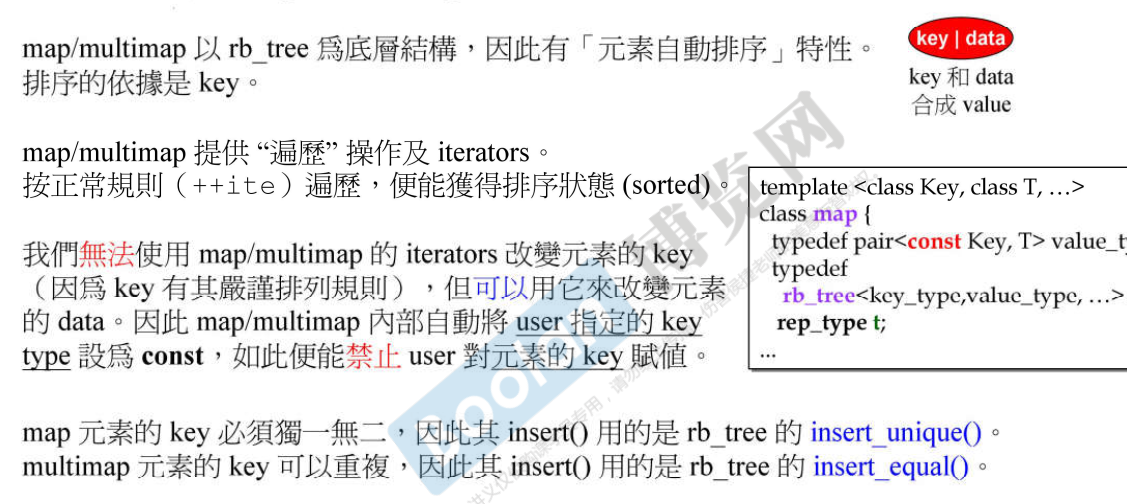 map/multimap 以 rb_tree 爲底層結構，因此有「元素自動排序」特性。
排序的依據是 key。
key | data
key 和 data
合成 value
map/multimap 提供 “遍歷” 操作及 iterators。
按正常規則（++ite）遍歷，便能獲得排序狀態 (sorted)。
我們無法使用 map/multimap 的 iterators 改變元素的 key
（因爲 key 有其嚴謹排列規則），但可以用它來改變元素
的 data。因此 map/multimap 內部自動將 user 指定的 key
type 設爲 const，如此便能禁止 user 對元素的 key 賦值。
template <class Key, class T, …>
class map {
typedef pair<const Key, T> value_ty
typedef
rb_tree<key_type,value_type, …>
rep_type t;
...
map 元素的 key 必須獨一無二，因此其 insert() 用的是 rb_tree 的 insert_unique()。
multimap 元素的 key 可以重複，因此其 insert() 用的是 rb_tree 的 insert_equal()。
Boolan
博览网